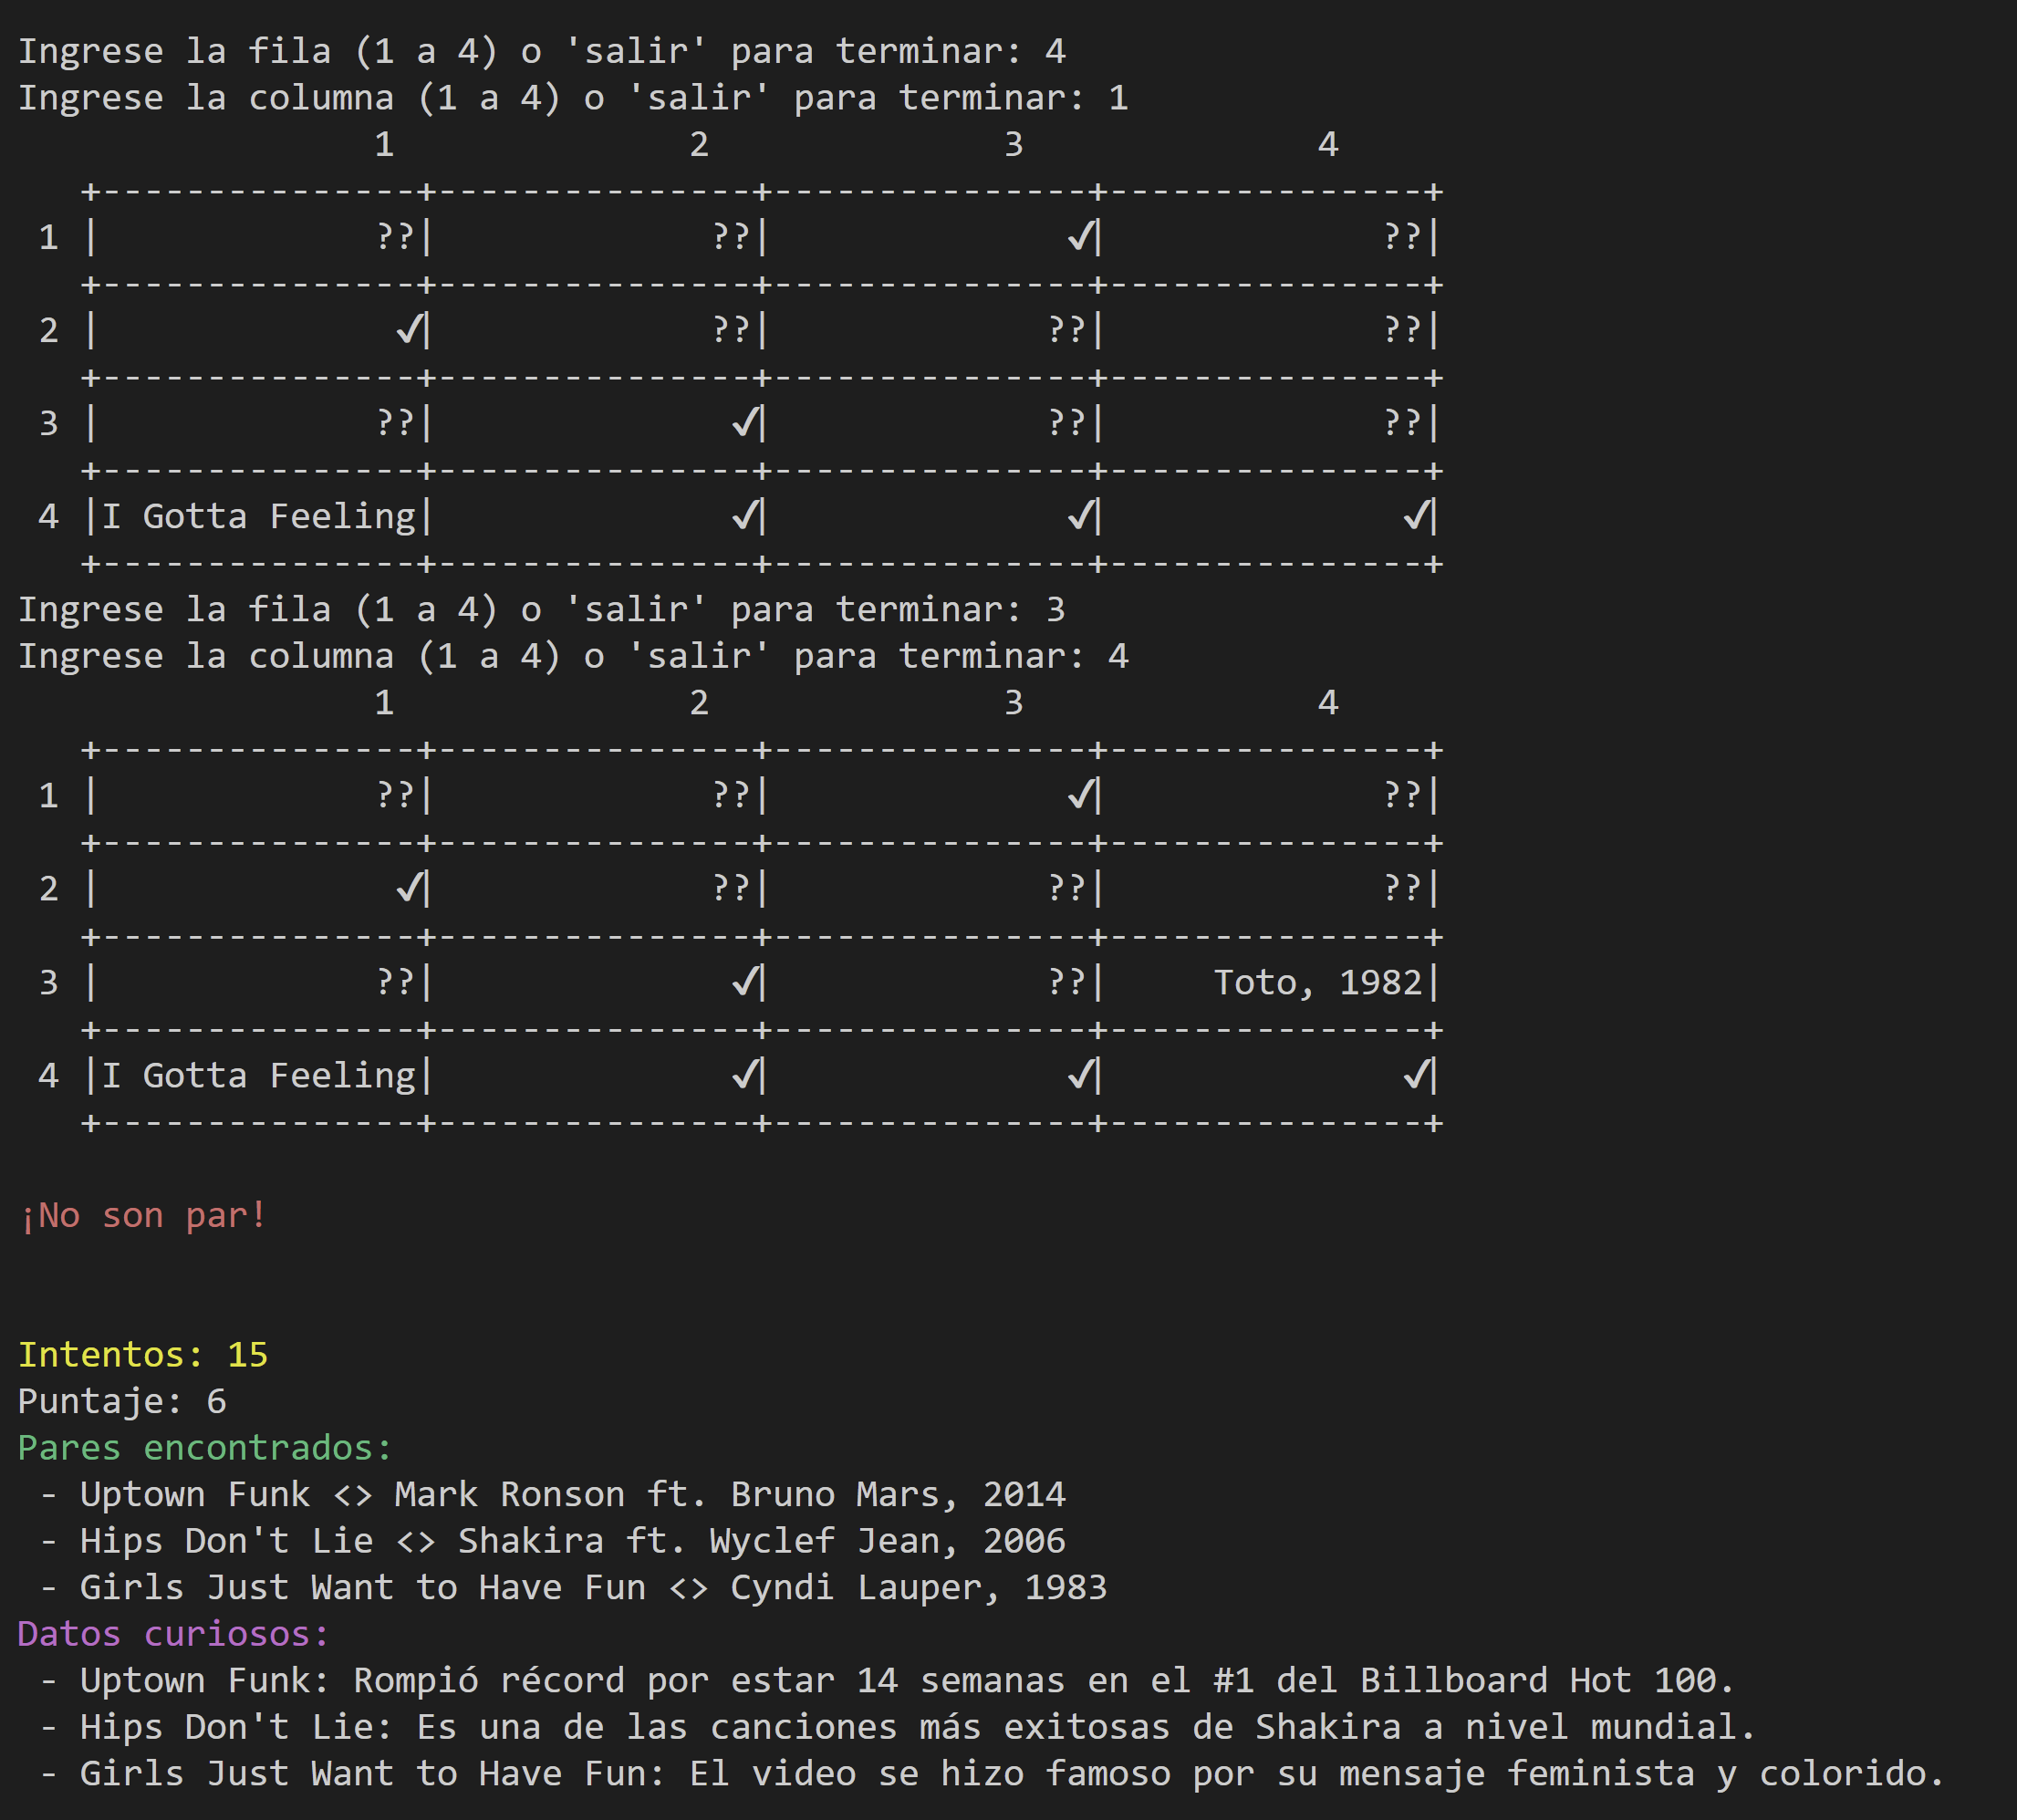 Ingrese la fila (1 a 4) o 'salir' para terminar: 4
Ingrese la columna (1 a 4) o 'salir' para terminar: 1
                 1              2              3              4
   +---------------+---------------+---------------+---------------+
 1 |             ??|             ??|              ✓|             ??|
   +---------------+---------------+---------------+---------------+
 2 |              ✓|             ??|             ??|             ??|
   +---------------+---------------+---------------+---------------+
 3 |             ??|              ✓|             ??|             ??|
   +---------------+---------------+---------------+---------------+
 4 |I Gotta Feeling|              ✓|              ✓|              ✓|
   +---------------+---------------+---------------+---------------+
Ingrese la fila (1 a 4) o 'salir' para terminar: 3
Ingrese la columna (1 a 4) o 'salir' para terminar: 4
                 1              2              3              4
   +---------------+---------------+---------------+---------------+
 1 |             ??|             ??|              ✓|             ??|
   +---------------+---------------+---------------+---------------+
 2 |              ✓|             ??|             ??|             ??|
   +---------------+---------------+---------------+---------------+
 3 |             ??|              ✓|             ??|     Toto, 1982|
   +---------------+---------------+---------------+---------------+
 4 |I Gotta Feeling|              ✓|              ✓|              ✓|
   +---------------+---------------+---------------+---------------+
¡No son par!
Intentos: 15
Puntaje: 6
Pares encontrados:
 - Uptown Funk <> Mark Ronson ft. Bruno Mars, 2014
 - Hips Don't Lie <> Shakira ft. Wyclef Jean, 2006
 - Girls Just Want to Have Fun <> Cyndi Lauper, 1983
Datos curiosos:
 - Uptown Funk: Rompió récord por estar 14 semanas en el #1 del Billboard Hot 100.
 - Hips Don't Lie: Es una de las canciones más exitosas de Shakira a nivel mundial.
 - Girls Just Want to Have Fun: El video se hizo famoso por su mensaje feminista y colorido.